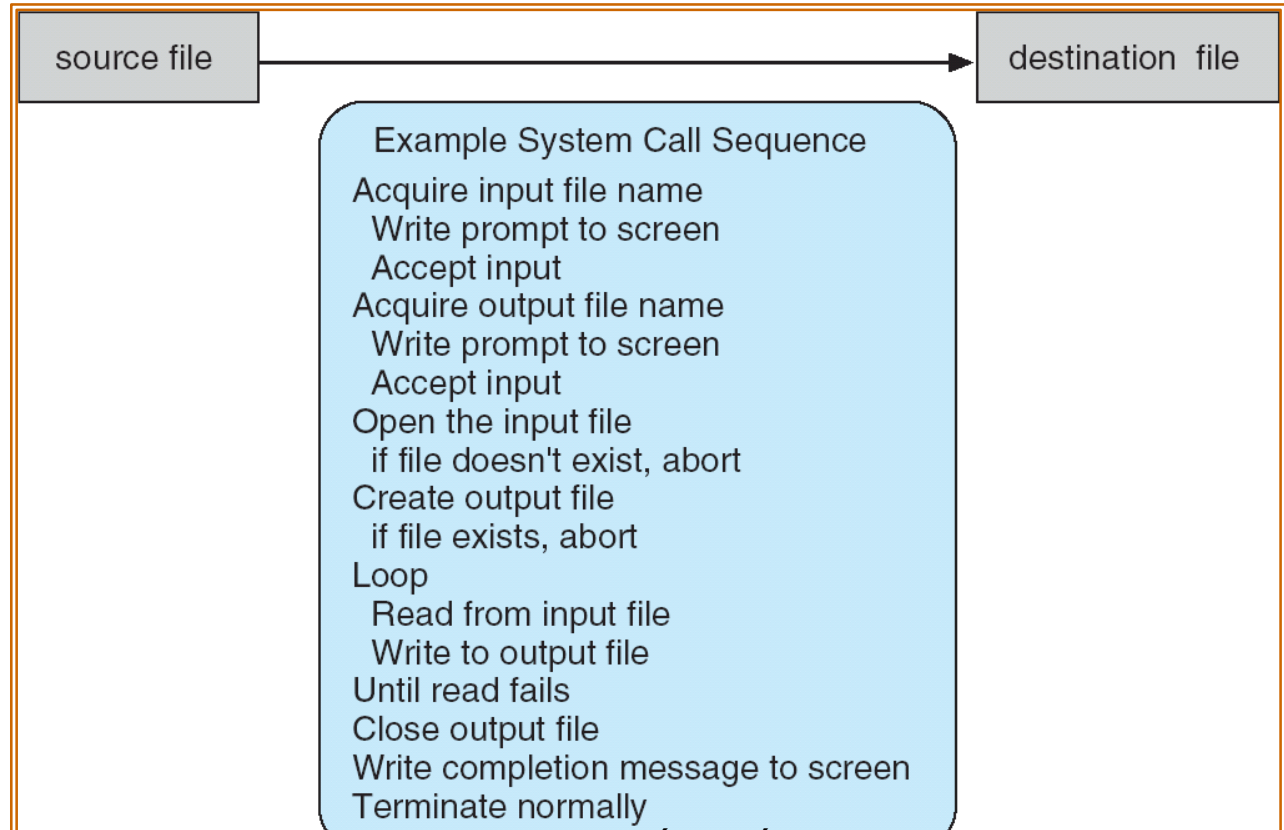 source file
destination file
Example System Call Sequence
Acquire input file name
Write prompt to screen
Accept input
Acquire output file name
Write prompt to screen
Accept input
Open the input file
if file doesn't exist, abort
Create output file
if file exists, abort
Loop
Read from input file
Write to output file
Until read fails
Close output file
Write completion message to screen
Terminate normally